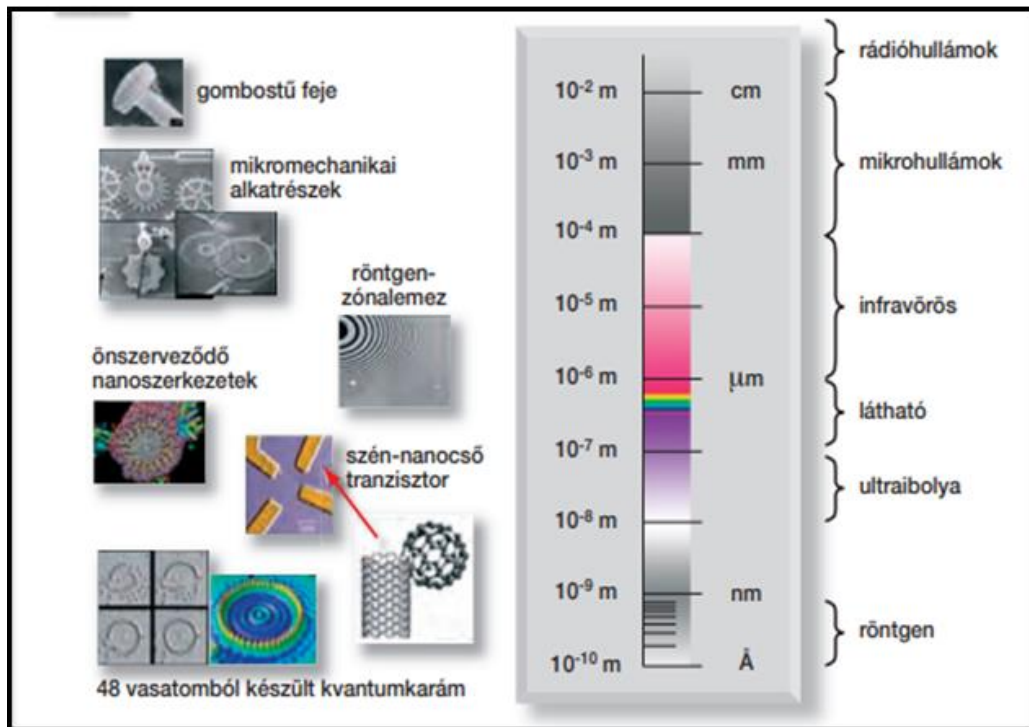 gombostű feje
mikromechanikai
alkatrészek
röntgen-
zónalemez
önszerveződő
nanoszerkezetek
szén-nanocső
tranzisztor
48 vasatomból készült kvantumkarám
10⁻² m cm
10⁻³ m mm
10⁻⁴ m
10⁻⁵ m
10⁻⁶ m μm
10⁻⁷ m
10⁻⁸ m
10⁻⁹ m nm
10⁻¹⁰ m Å
rádióhullámok
mikrohullámok
infravörös
látható
ultraibolya
röntgen